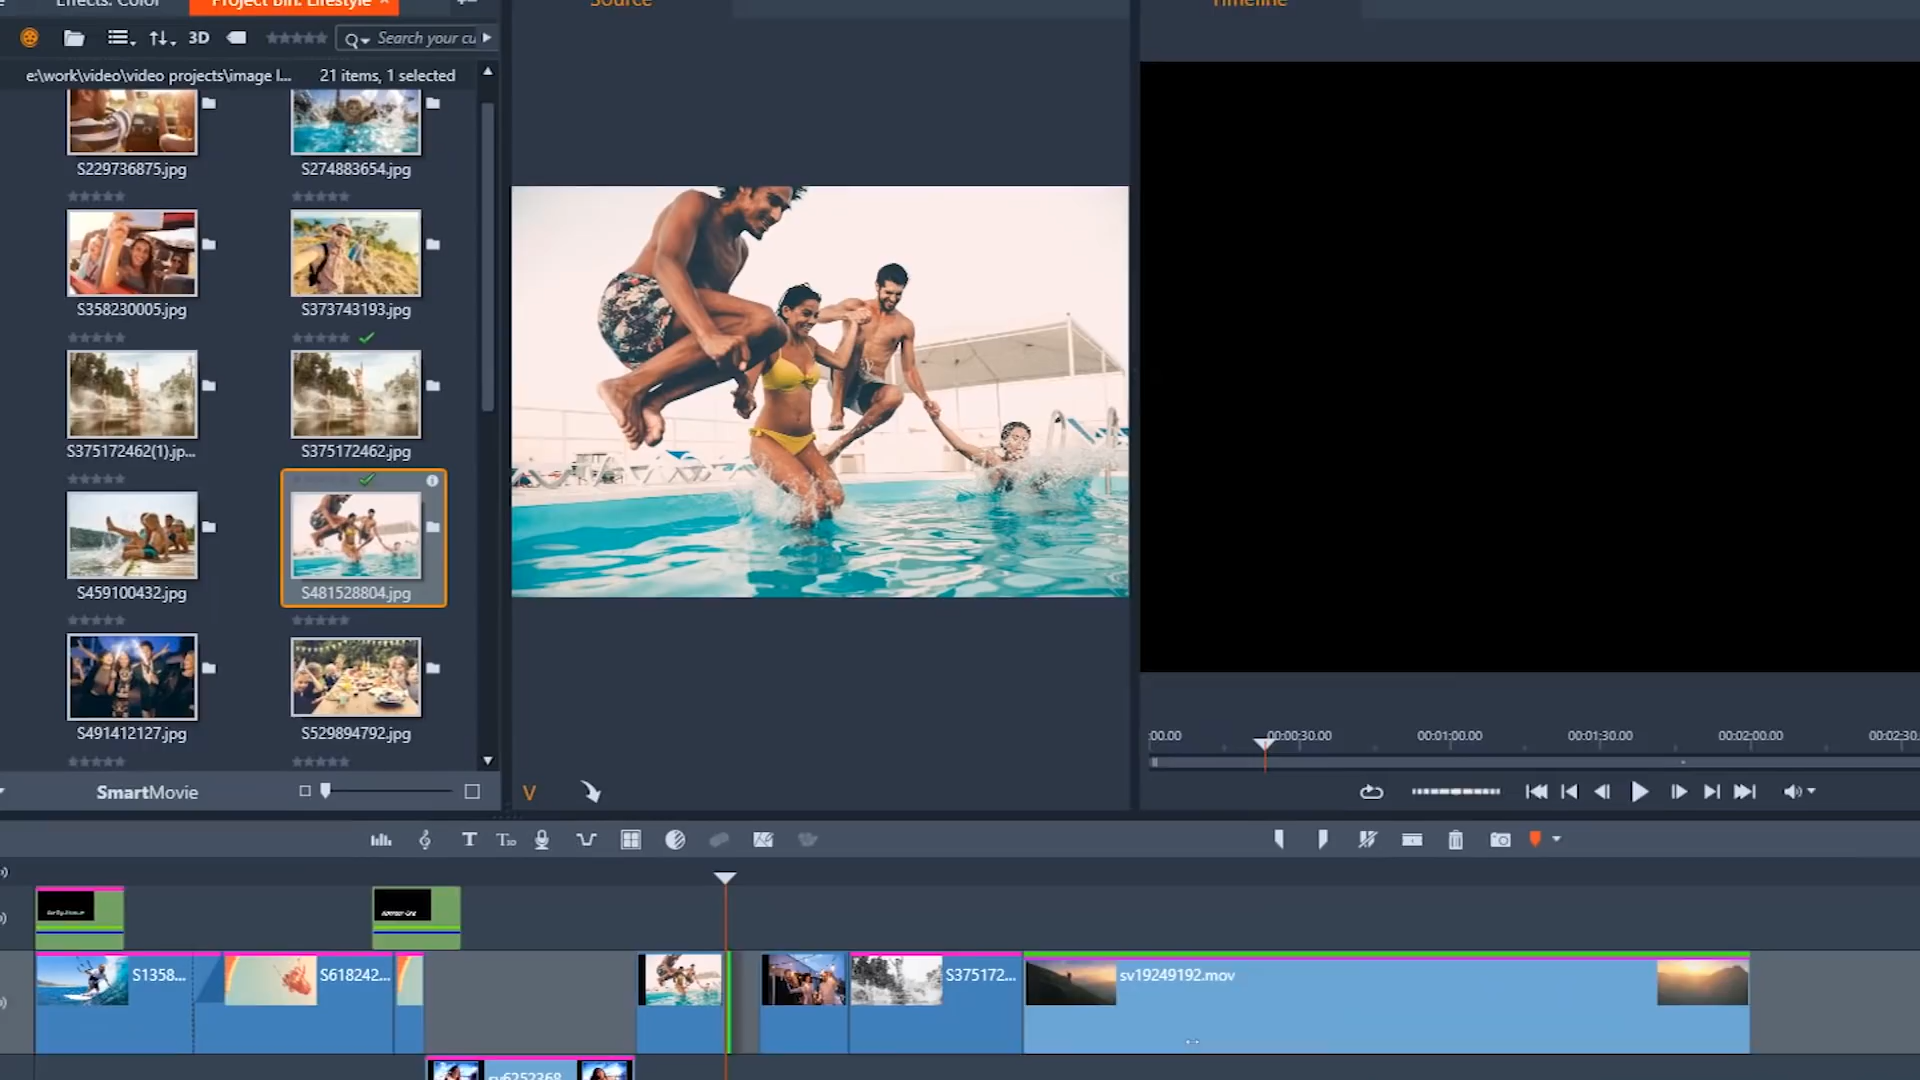 Effects: Color
Project Bin: Lifestyle
Source
Timeline
3D
Search your cu
e:\work\video\video projects\image l...
21 items, 1 selected
S229736875.jpg
S274883654.jpg
S358230005.jpg
S373743193.jpg
S375172462(1).jp...
S375172462.jpg
S459100432.jpg
S481528804.jpg
S491412127.jpg
S529894792.jpg
SmartMovie
V
:00.00
00:00:30.00
00:01:00.00
00:01:30.00
00:02:00.00
00:02:30.
S1358...
S618242...
S375172...
sv19249192.mov
sv6252368